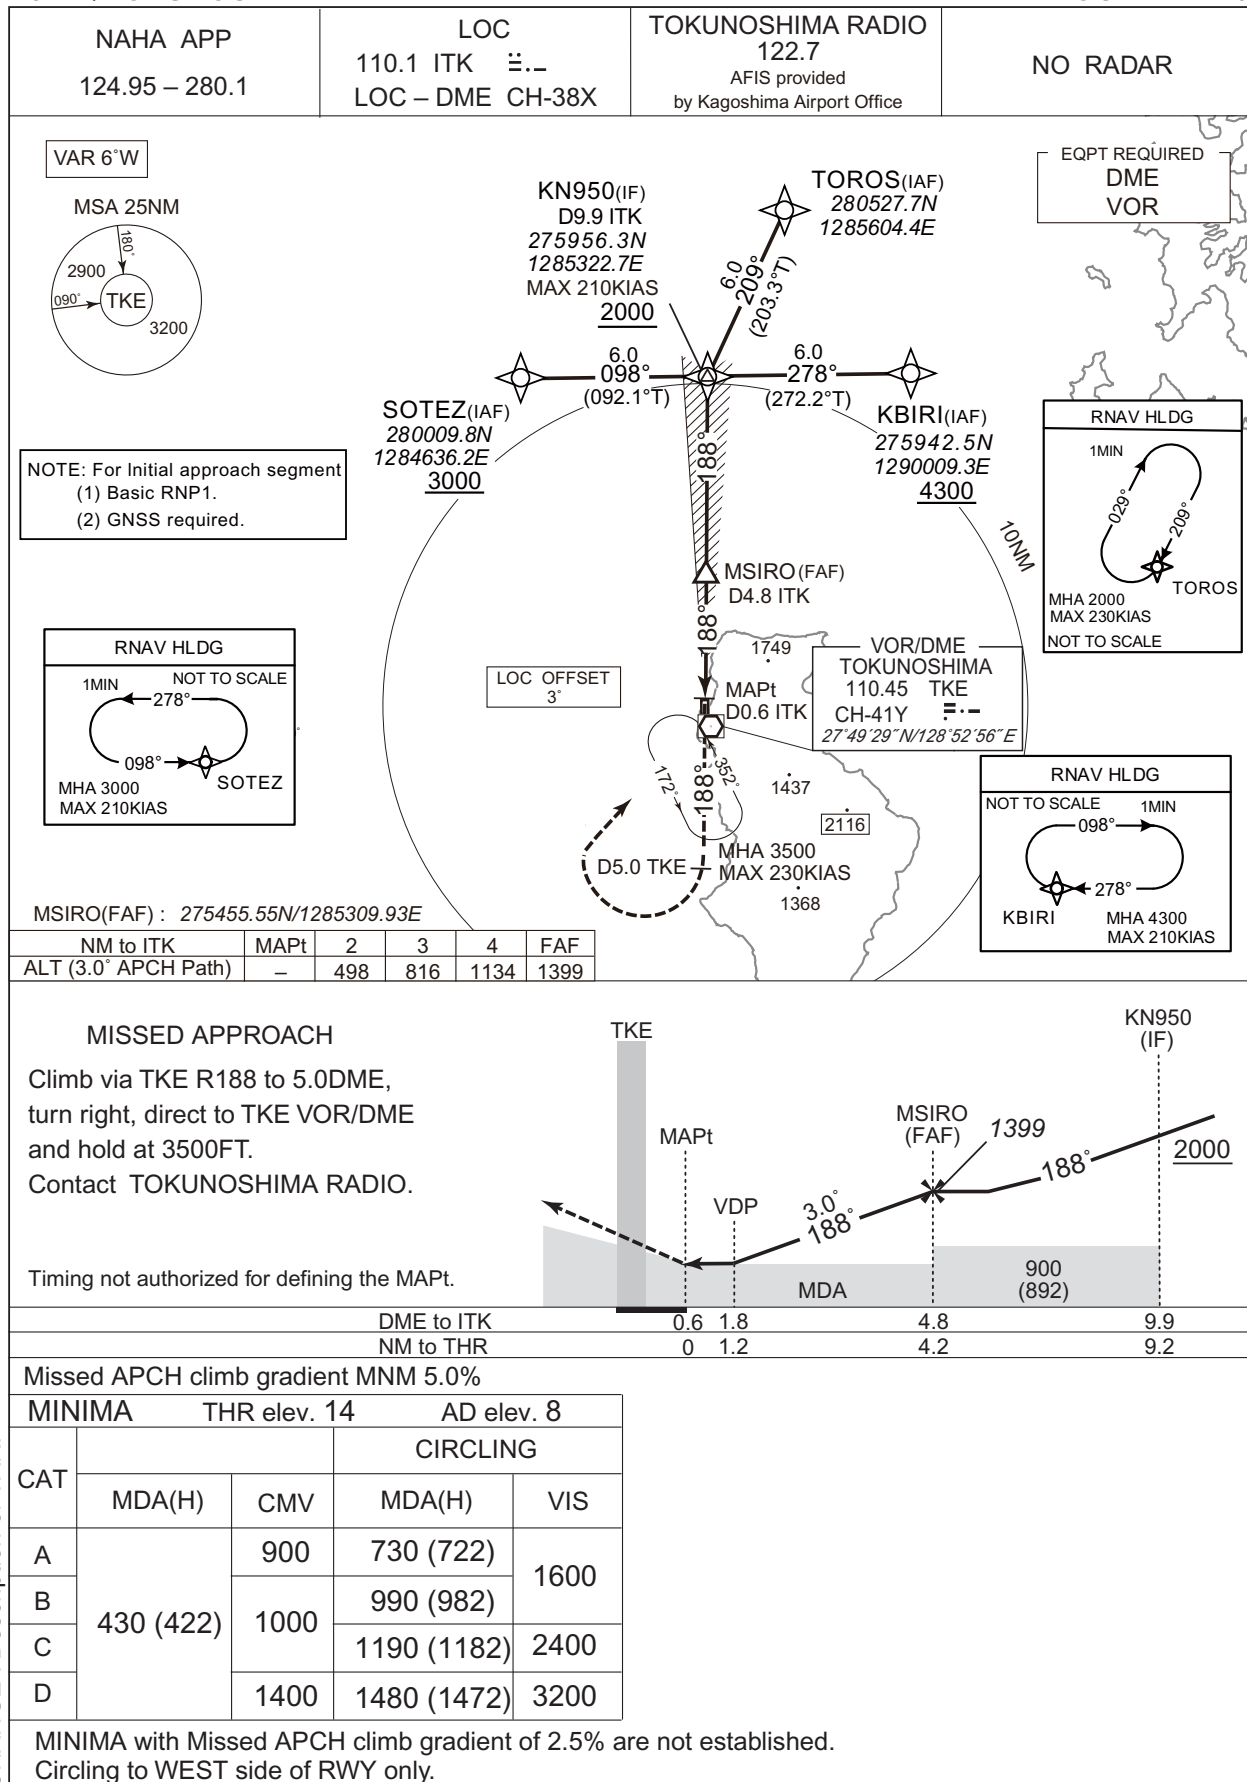 NAHA APP
124.95 – 280.1
LOC
110.1 ITK
LOC – DME CH-38X
TOKUNOSHIMA RADIO
122.7
AFIS provided
by Kagoshima Airport Office
NO RADAR
VAR 6°W
MSA 25NM
180°
2900
090°
TKE
3200
KN950(IF)
D9.9 ITK
275956.3N
1285322.7E
MAX 210KIAS
2000
TOROS(IAF)
280527.7N
1285604.4E
6.0
209°
(203.3°T)
EQPT REQUIRED
DME
VOR
6.0
098°
(092.1°T)
6.0
278°
(272.2°T)
SOTEZ(IAF)
280009.8N
1284636.2E
3000
KBIRI(IAF)
275942.5N
1290009.3E
4300
188°
10NM
NOTE: For Initial approach segment
(1) Basic RNP1.
(2) GNSS required.
RNAV HLDG
1MIN
029°
209°
TOROS
MHA 2000
MAX 230KIAS
NOT TO SCALE
MSIRO(FAF)
D4.8 ITK
188°
RNAV HLDG
NOT TO SCALE
1MIN
278°
098°
SOTEZ
MHA 3000
MAX 210KIAS
LOC OFFSET
3°
1749
MAPt
D0.6 ITK
VOR/DME
TOKUNOSHIMA
110.45 TKE
CH-41Y
27°49´29˝N/128°52´56˝E
172°
188°
352°
1437
2116
D5.0 TKE
MHA 3500
MAX 230KIAS
1368
RNAV HLDG
NOT TO SCALE
1MIN
098°
278°
KBIRI
MHA 4300
MAX 210KIAS
MSIRO(FAF) : 275455.55N/1285309.93E
NM to ITK MAPt 2 3 4 FAF
ALT (3.0° APCH Path) – 498 816 1134 1399
MISSED APPROACH
Climb via TKE R188 to 5.0DME,
turn right, direct to TKE VOR/DME
and hold at 3500FT.
Contact TOKUNOSHIMA RADIO.
Timing not authorized for defining the MAPt.
TKE
MAPt
VDP
3.0°
188°
MSIRO
(FAF)
1399
188°
KN950
(IF)
2000
MDA
900
(892)
DME to ITK 0.6 1.8 4.8 9.9
NM to THR 0 1.2 4.2 9.2
Missed APCH climb gradient MNM 5.0%
MINIMA THR elev. 14 AD elev. 8
CAT
CIRCLING
MDA(H) CMV MDA(H) VIS
A 900 730 (722)
1600
B 990 (982)
430 (422) 1000
C 1190 (1182) 2400
D 1400 1480 (1472) 3200
MINIMA with Missed APCH climb gradient of 2.5% are not established.
Circling to WEST side of RWY only.